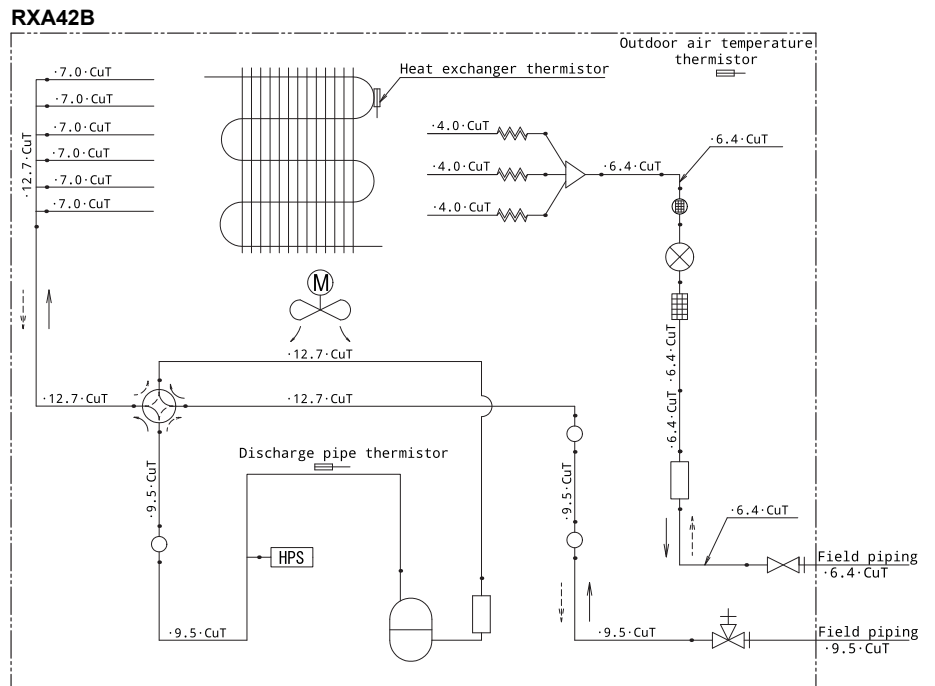 RXA42B
Outdoor air temperature
thermistor
Heat exchanger thermistor
·7.0·CuT
·7.0·CuT
·7.0·CuT
·7.0·CuT
·7.0·CuT
·7.0·CuT
·12.7·CuT
·4.0·CuT
·4.0·CuT
·4.0·CuT
·6.4·CuT
·6.4·CuT
M
·6.4·CuT
·6.4·CuT
·12.7·CuT
·12.7·CuT
·12.7·CuT
Discharge pipe thermistor
·9.5·CuT
·9.5·CuT
HPS
·6.4·CuT
Field piping
·6.4·CuT
·9.5·CuT
·9.5·CuT
Field piping
·9.5·CuT